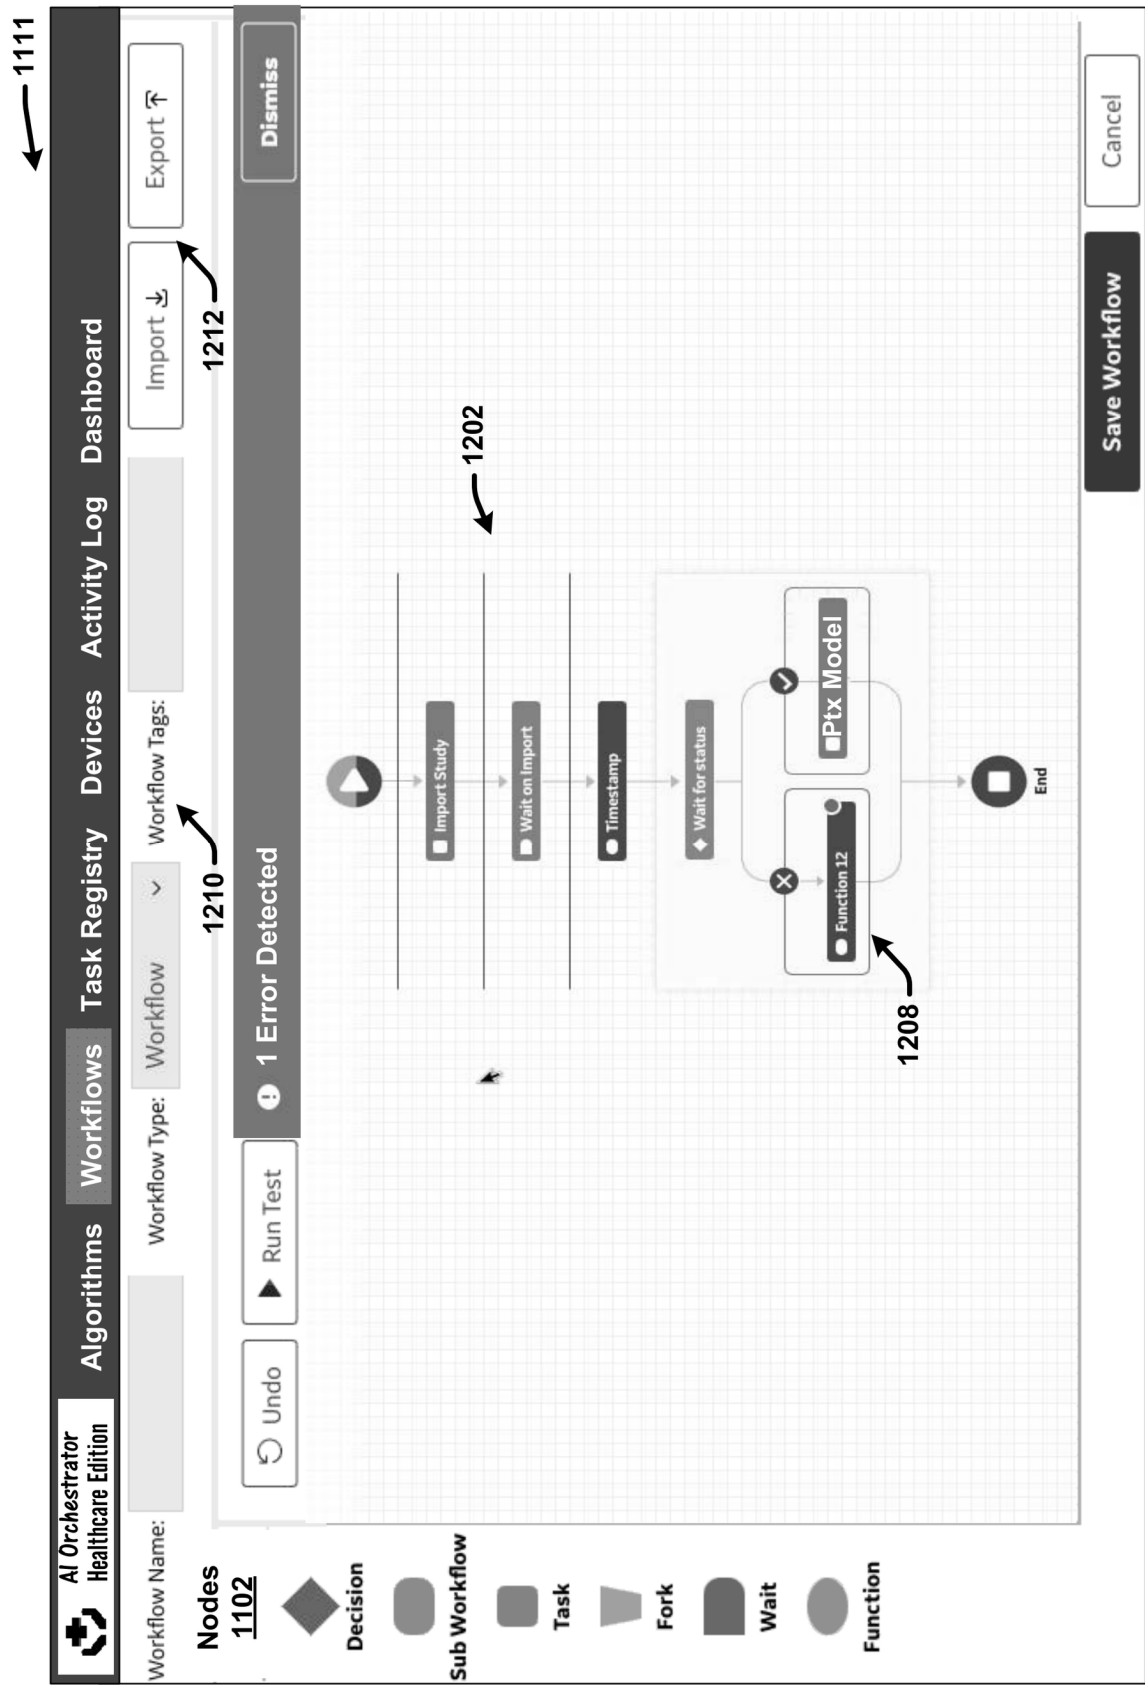 1111
AI Orchestrator
Healthcare Edition
Algorithms Workflows Task Registry Devices Activity Log Dashboard
Workflow Name: Workflow Type: Workflow Workflow Tags: Import Export
1210
1212
Nodes
1102
Undo Run Test 1 Error Detected Dismiss
Decision
Sub Workflow
Task
Fork
Wait
Function
Import Study
1202
Wait on Import
Timestamp
Wait for status
Function 12 Ptx Model
1208
End
Save Workflow Cancel